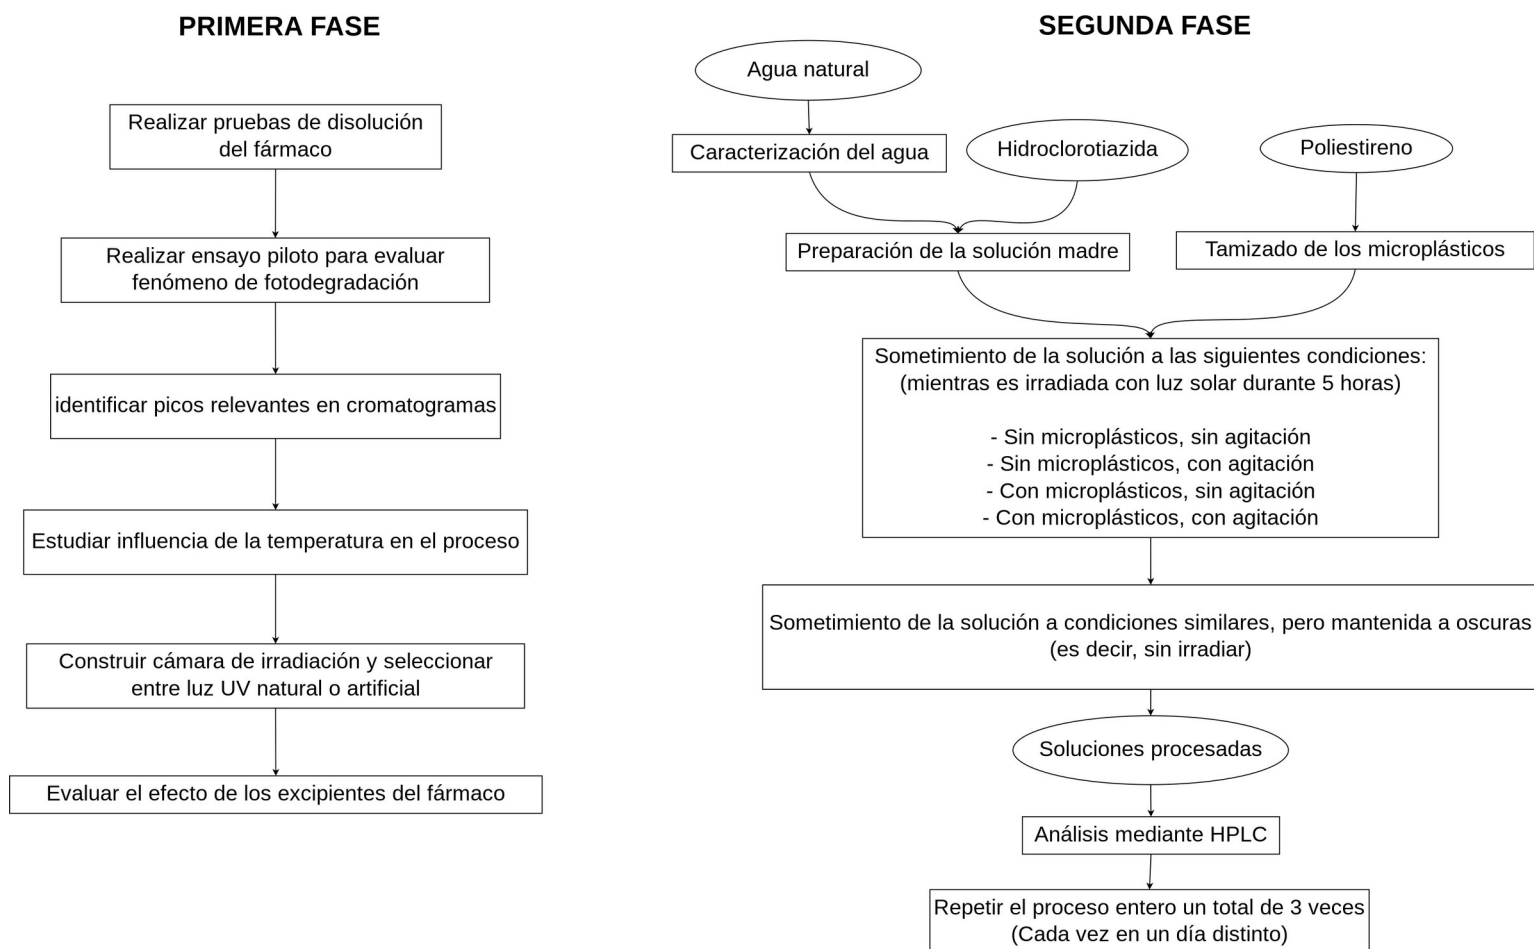 PRIMERA FASE
Realizar pruebas de disolución
del fármaco
Realizar ensayo piloto para evaluar
fenómeno de fotodegradación
identificar picos relevantes en cromatogramas
Estudiar influencia de la temperatura en el proceso
Construir cámara de irradiación y seleccionar
entre luz UV natural o artificial
Evaluar el efecto de los excipientes del fármaco
SEGUNDA FASE
Agua natural
Caracterización del agua
Hidroclorotiazida
Poliestireno
Preparación de la solución madre
Tamizado de los microplásticos
Sometimiento de la solución a las siguientes condiciones:
(mientras es irradiada con luz solar durante 5 horas)
- Sin microplásticos, sin agitación
- Sin microplásticos, con agitación
- Con microplásticos, sin agitación
- Con microplásticos, con agitación
Sometimiento de la solución a condiciones similares, pero mantenida a oscuras
(es decir, sin irradiar)
Soluciones procesadas
Análisis mediante HPLC
Repetir el proceso entero un total de 3 veces
(Cada vez en un día distinto)